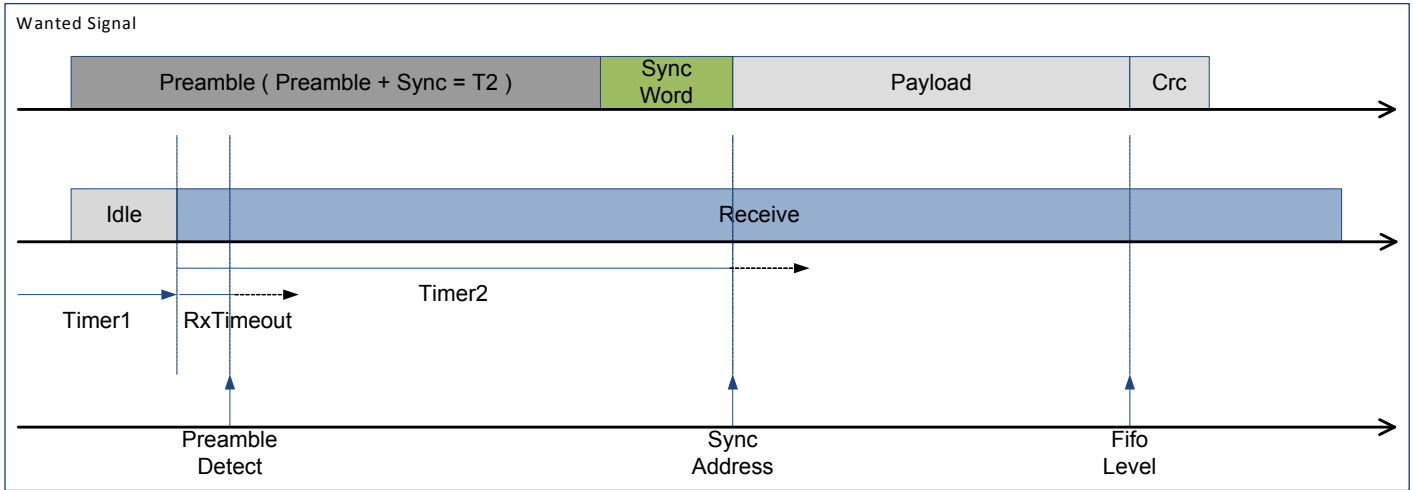 Wanted Signal
Preamble ( Preamble + Sync = T2 )
Sync
Word
Payload
Crc
Idle
Receive
Timer2
Timer1
RxTimeout
Preamble
Detect
Sync
Address
Fifo
Level